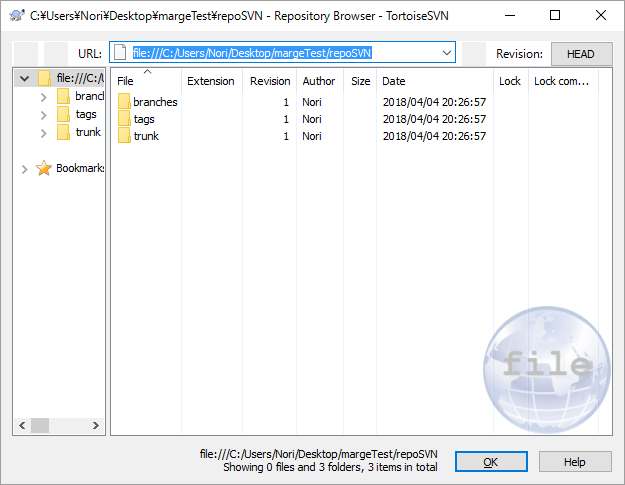 C:¥Users¥Nori¥Desktop¥margeTest¥repoSVN - Repository Browser - TortoiseSVN
URL: file:///C:/Users/Nori/Desktop/margeTest/repoSVN Revision: HEAD
file:///C:/U
branch
tags
trunk
Bookmarks
File Extension Revision Author Size Date Lock Lock com...
branches 1 Nori 2018/04/04 20:26:57
tags 1 Nori 2018/04/04 20:26:57
trunk 1 Nori 2018/04/04 20:26:57
file
file:///C:/Users/Nori/Desktop/margeTest/repoSVN
Showing 0 files and 3 folders, 3 items in total
OK Help